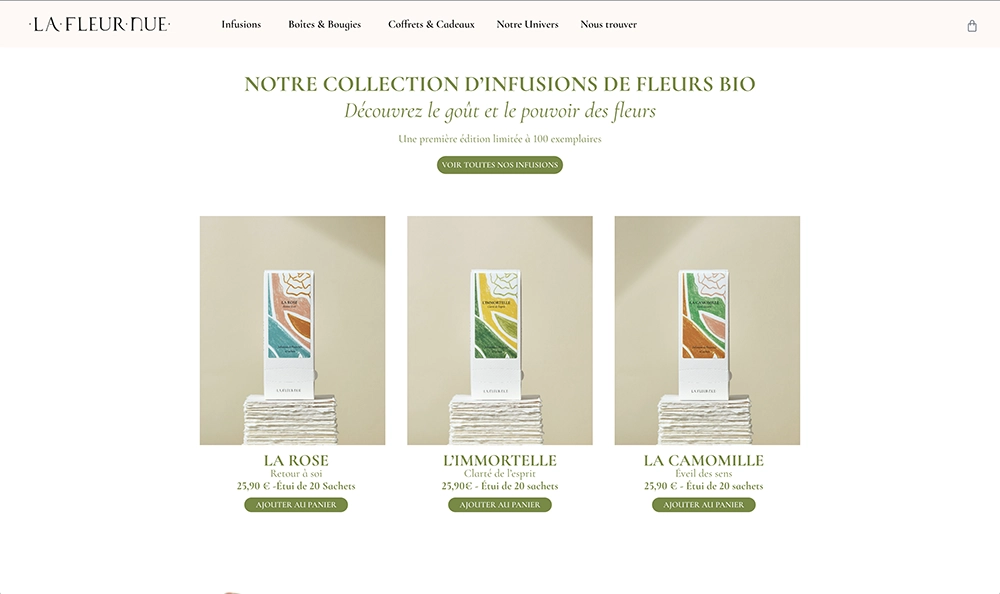 ·LA·FLEUR·NUE·
Infusions
Boites & Bougies
Coffrets & Cadeaux
Notre Univers
Nous trouver
NOTRE COLLECTION D'INFUSIONS DE FLEURS BIO
Découvrez le goût et le pouvoir des fleurs
Une première édition limitée à 100 exemplaires
VOIR TOUTES NOS INFUSIONS
LA ROSE
L'IMMORTELLE
LA CAMOMILLE
LA FLEUR NUE
LA FLEUR NUE
LA FLEUR NUE
LA ROSE
Retour à soi
25,90 € -Étui de 20 Sachets
AJOUTER AU PANIER
L'IMMORTELLE
Clarté de l'esprit
25,90€ - Étui de 20 sachets
AJOUTER AU PANIER
LA CAMOMILLE
Éveil des sens
25,90 € - Étui de 20 sachets
AJOUTER AU PANIER